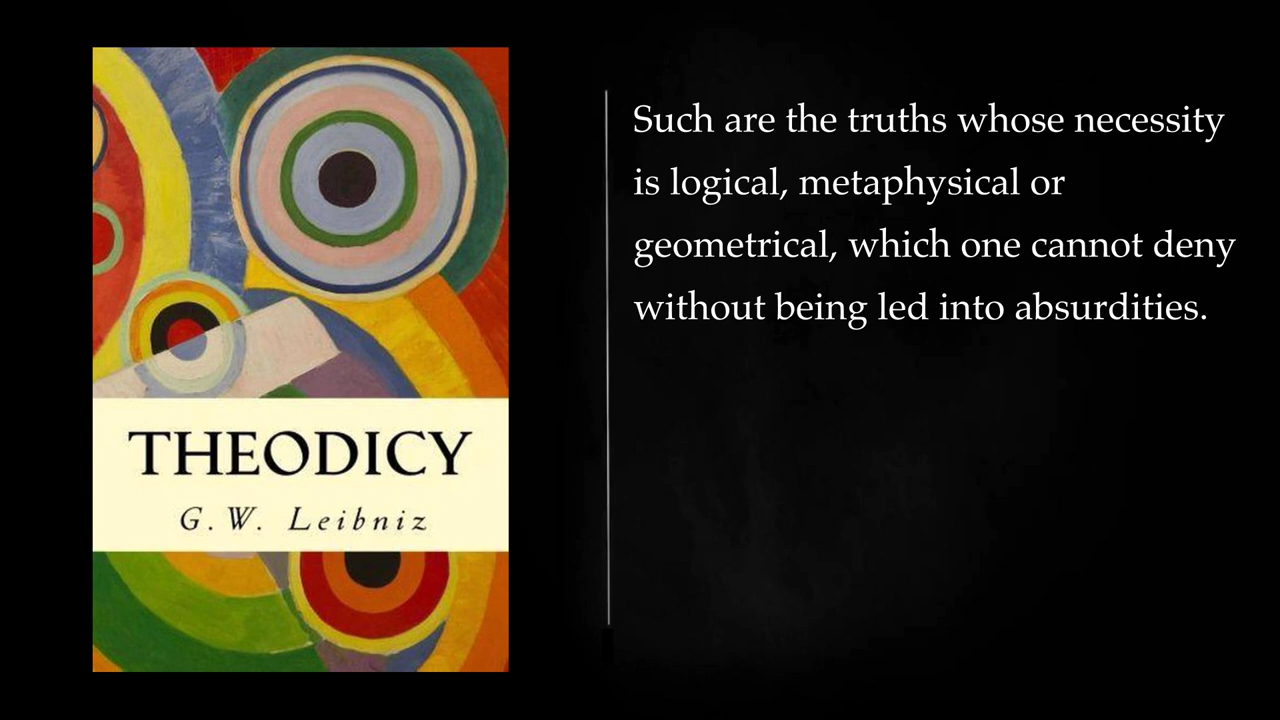 THEODICY
G. W. Leibniz
Such are the truths whose necessity
is logical, metaphysical or
geometrical, which one cannot deny
without being led into absurdities.